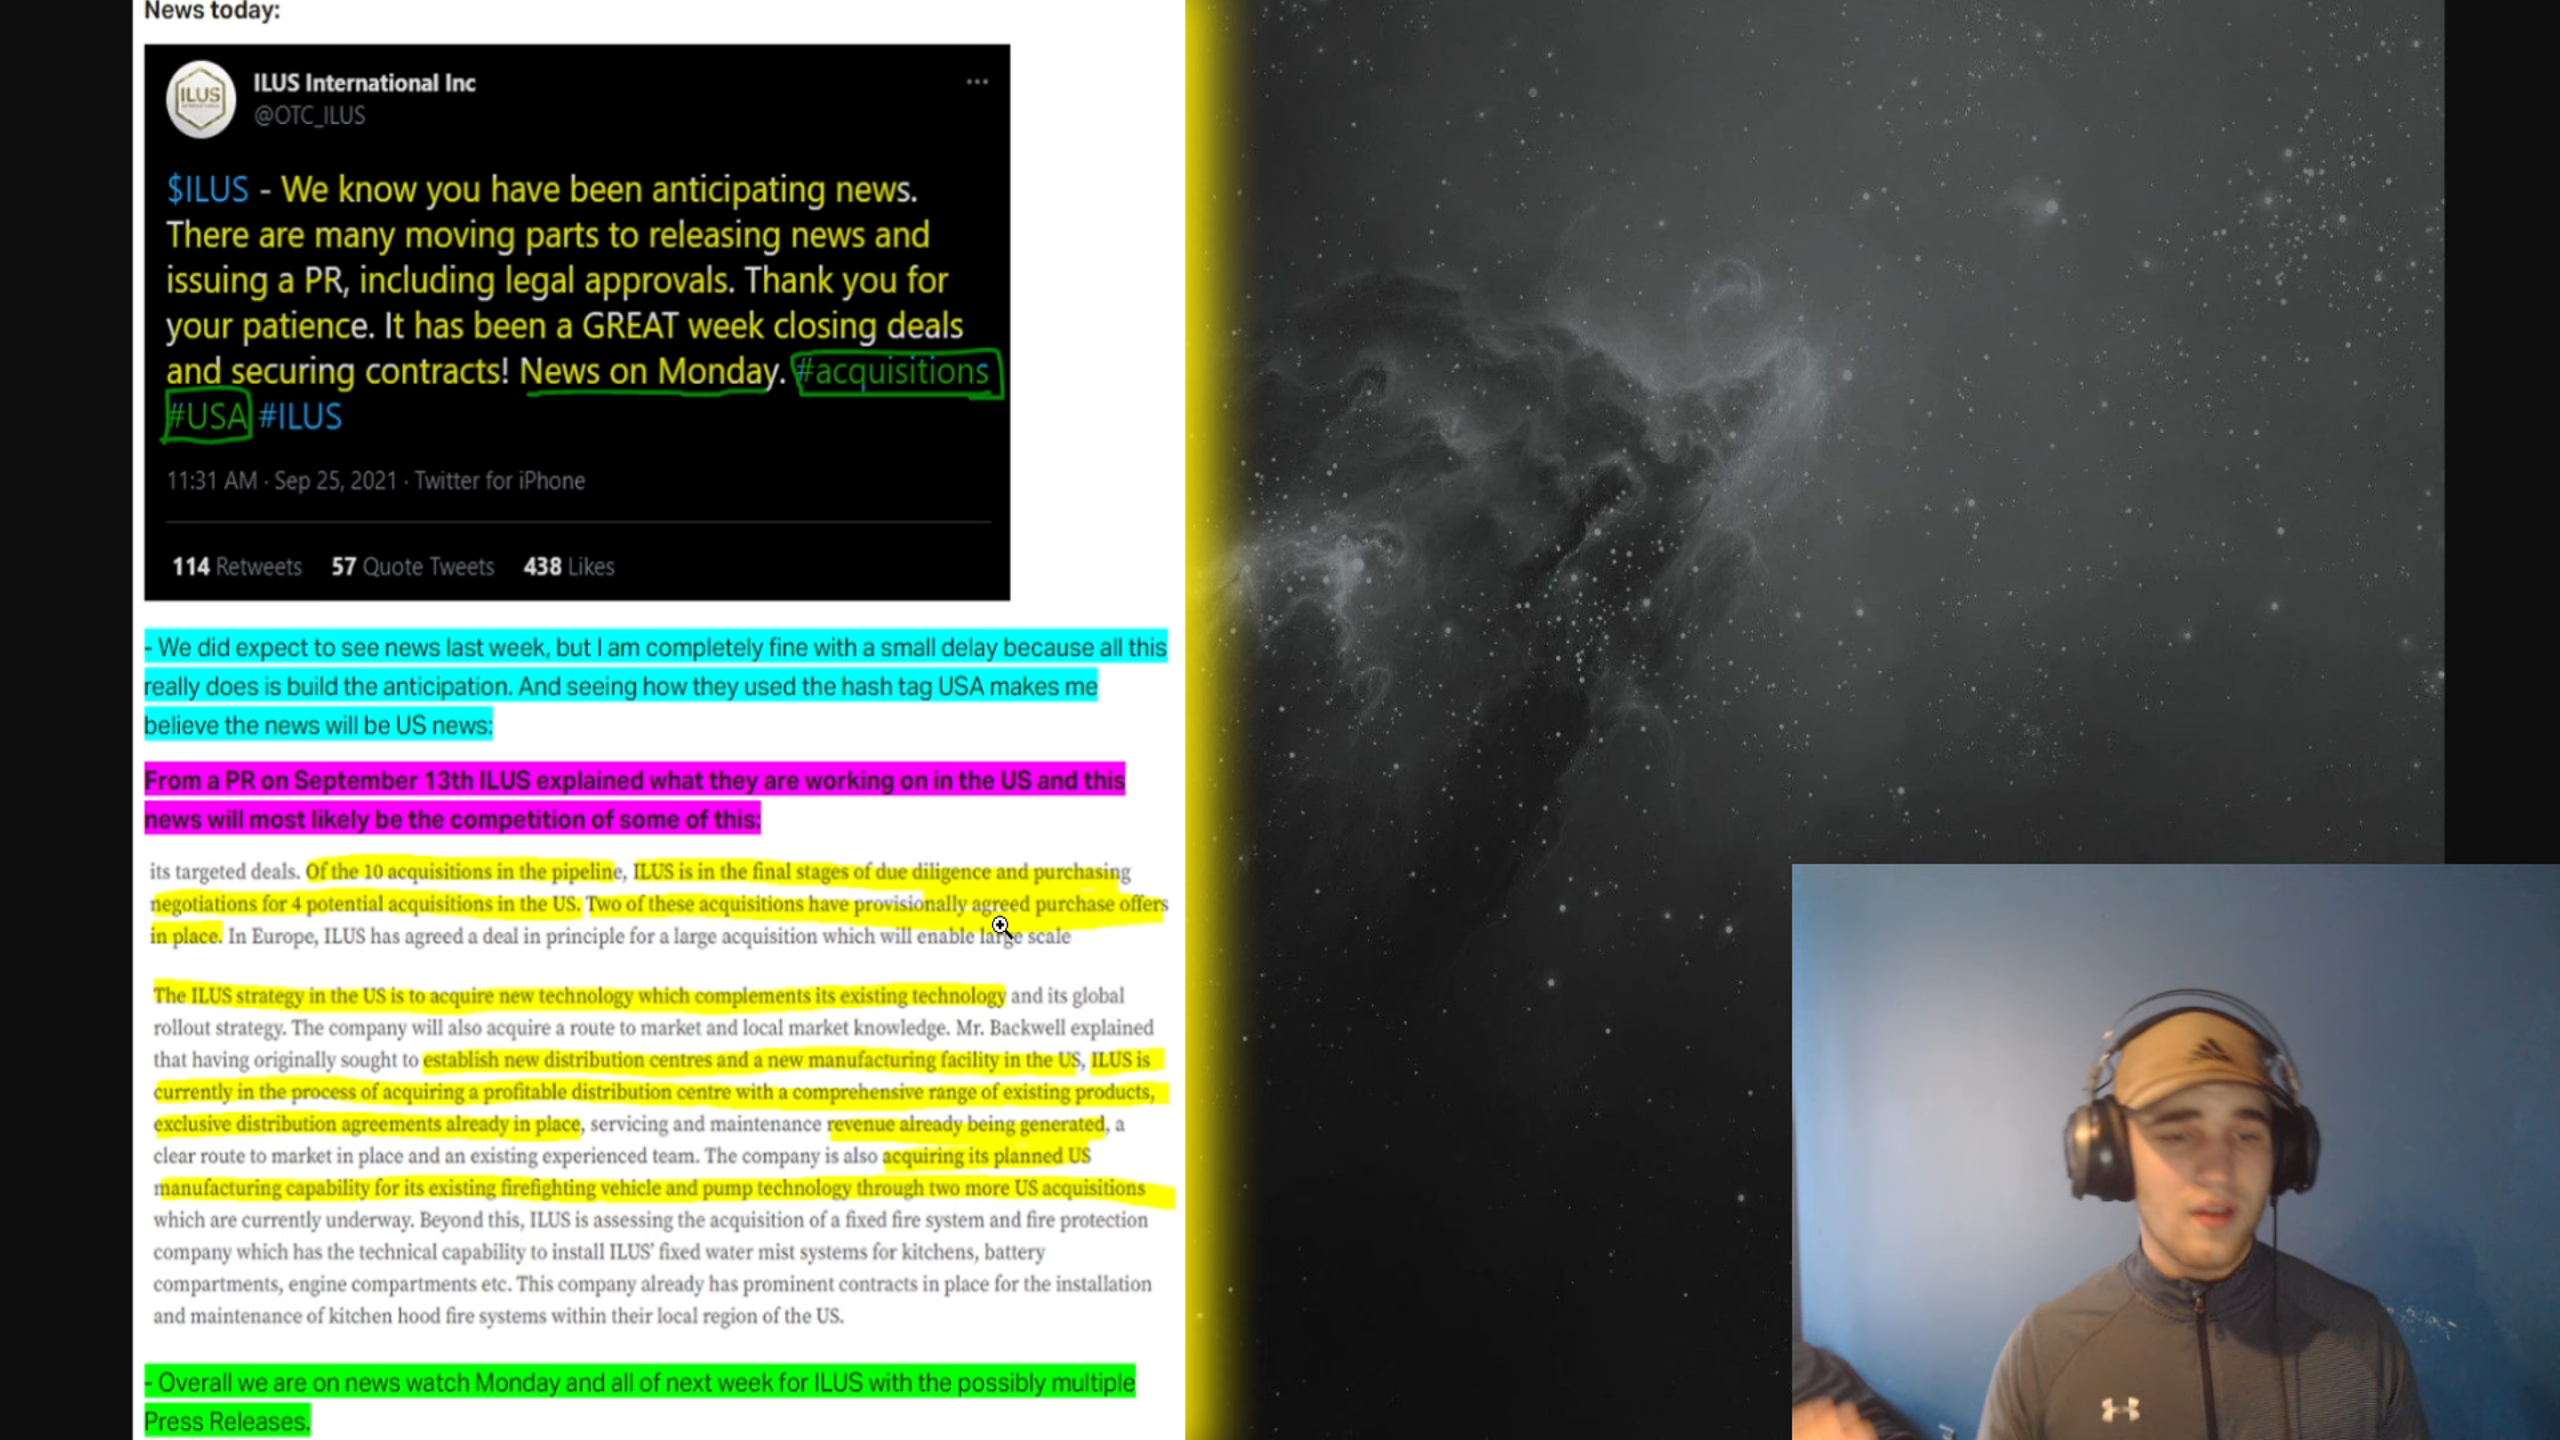 News today:
ILUS
ILUS International Inc
@OTC_ILUS
$ILUS - We know you have been anticipating news.
There are many moving parts to releasing news and
issuing a PR, including legal approvals. Thank you for
your patience. It has been a GREAT week closing deals
and securing contracts! News on Monday. #acquisitions
#USA #ILUS
11:31 AM · Sep 25, 2021 · Twitter for iPhone
114 Retweets 57 Quote Tweets 438 Likes
- We did expect to see news last week, but I am completely fine with a small delay because all this
really does is build the anticipation. And seeing how they used the hash tag USA makes me
believe the news will be US news:
From a PR on September 13th ILUS explained what they are working on in the US and this
news will most likely be the competition of some of this:
its targeted deals. Of the 10 acquisitions in the pipeline, ILUS is in the final stages of due diligence and purchasing
negotiations for 4 potential acquisitions in the US. Two of these acquisitions have provisionally agreed purchase offers
in place. In Europe, ILUS has agreed a deal in principle for a large acquisition which will enable large scale
The ILUS strategy in the US is to acquire new technology which complements its existing technology and its global
rollout strategy. The company will also acquire a route to market and local market knowledge. Mr. Backwell explained
that having originally sought to establish new distribution centres and a new manufacturing facility in the US, ILUS is
currently in the process of acquiring a profitable distribution centre with a comprehensive range of existing products,
exclusive distribution agreements already in place, servicing and maintenance revenue already being generated, a
clear route to market in place and an existing experienced team. The company is also acquiring its planned US
manufacturing capability for its existing firefighting vehicle and pump technology through two more US acquisitions
which are currently underway. Beyond this, ILUS is assessing the acquisition of a fixed fire system and fire protection
company which has the technical capability to install ILUS' fixed water mist systems for kitchens, battery
compartments, engine compartments etc. This company already has prominent contracts in place for the installation
and maintenance of kitchen hood fire systems within their local region of the US.
- Overall we are on news watch Monday and all of next week for ILUS with the possibly multiple
Press Releases.